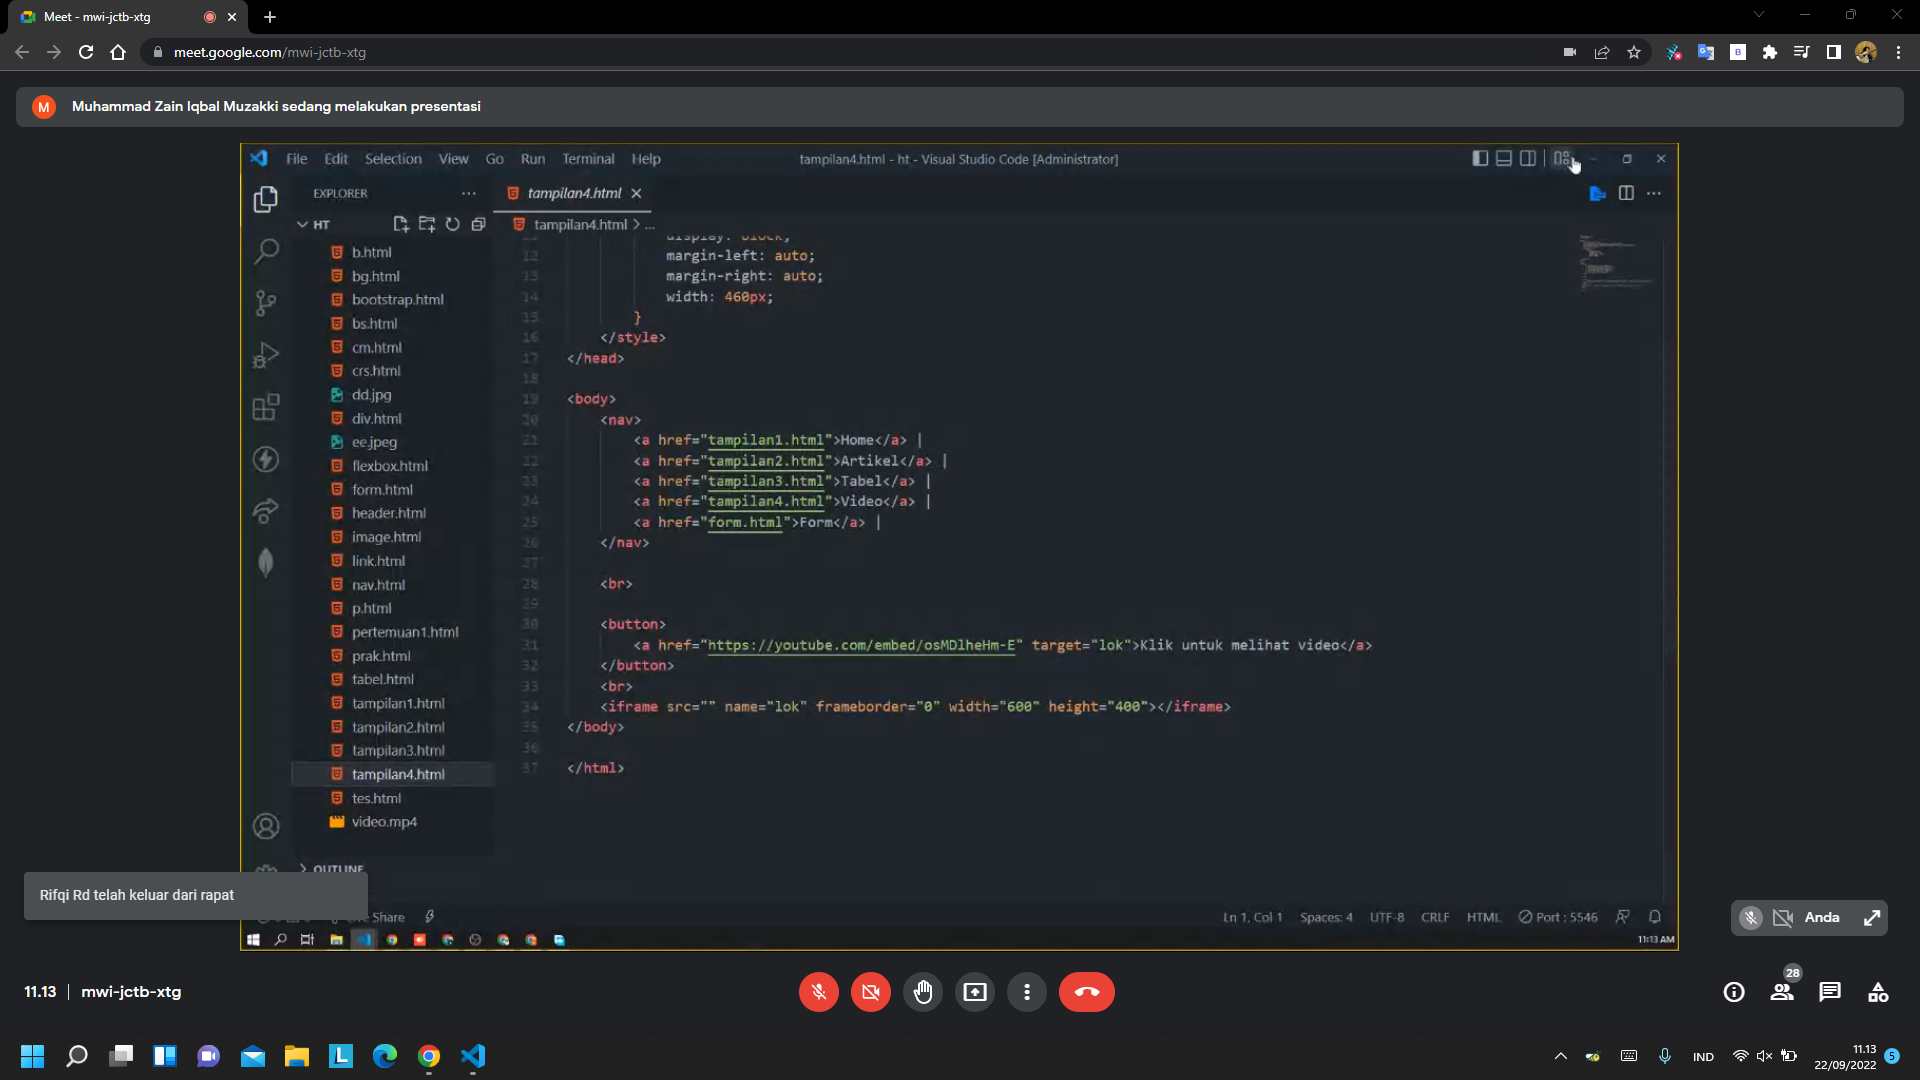 Meet - mwi-jctb-xtg
meet.google.com/mwi-jctb-xtg
M Muhammad Zain Iqbal Muzakki sedang melakukan presentasi
File Edit Selection View Go Run Terminal Help
tampilan4.html - ht - Visual Studio Code [Administrator]
EXPLORER
tampilan4.html
HT
tampilan4.html > ...
b.html
bg.html
bootstrap.html
bs.html
cm.html
crs.html
dd.jpg
div.html
ee.jpeg
flexbox.html
form.html
header.html
image.html
link.html
nav.html
p.html
pertemuan1.html
prak.html
tabel.html
tampilan1.html
tampilan2.html
tampilan3.html
tampilan4.html
tes.html
video.mp4
OUTLINE
11 display: block;
12 margin-left: auto;
13 margin-right: auto;
14 width: 460px;
15 }
16 </style>
17 </head>
18
19 <body>
20 <nav>
21 <a href="tampilan1.html">Home</a> |
22 <a href="tampilan2.html">Artikel</a> |
23 <a href="tampilan3.html">Tabel</a> |
24 <a href="tampilan4.html">Video</a> |
25 <a href="form.html">Form</a> |
26 </nav>
27
28 <br>
29
30 <button>
31 <a href="https://youtube.com/embed/osMDlheHm-E" target="lok">Klik untuk melihat video</a>
32 </button>
33 <br>
34 <iframe src="" name="lok" frameborder="0" width="600" height="400"></iframe>
35 </body>
36
37 </html>
Rifqi Rd telah keluar dari rapat
Share
Ln 1, Col 1 Spaces: 4 UTF-8 CRLF HTML Port : 5546
11:13 AM
Anda
11.13 | mwi-jctb-xtg
28
IND
11.13
22/09/2022
5